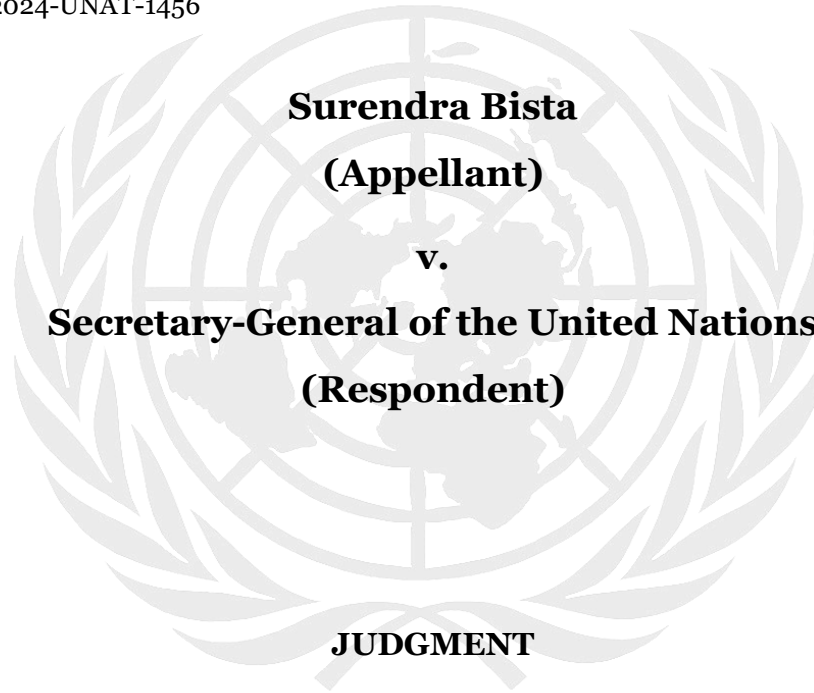 2024-UNAT-1456
Surendra Bista
(Appellant)
v.
Secretary-General of the United Nations
(Respondent)
JUDGMENT